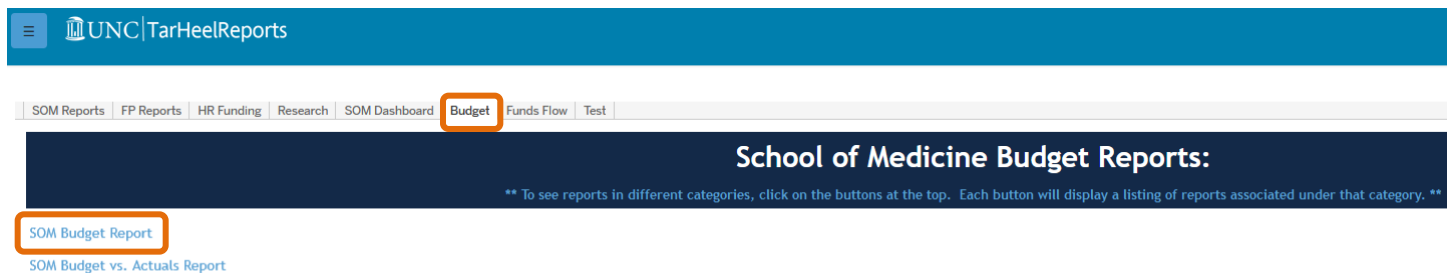 ≡ UNC|TarHeelReports
SOM Reports FP Reports HR Funding Research SOM Dashboard Budget Funds Flow Test
School of Medicine Budget Reports:
** To see reports in different categories, click on the buttons at the top. Each button will display a listing of reports associated under that category. **
SOM Budget Report
SOM Budget vs. Actuals Report